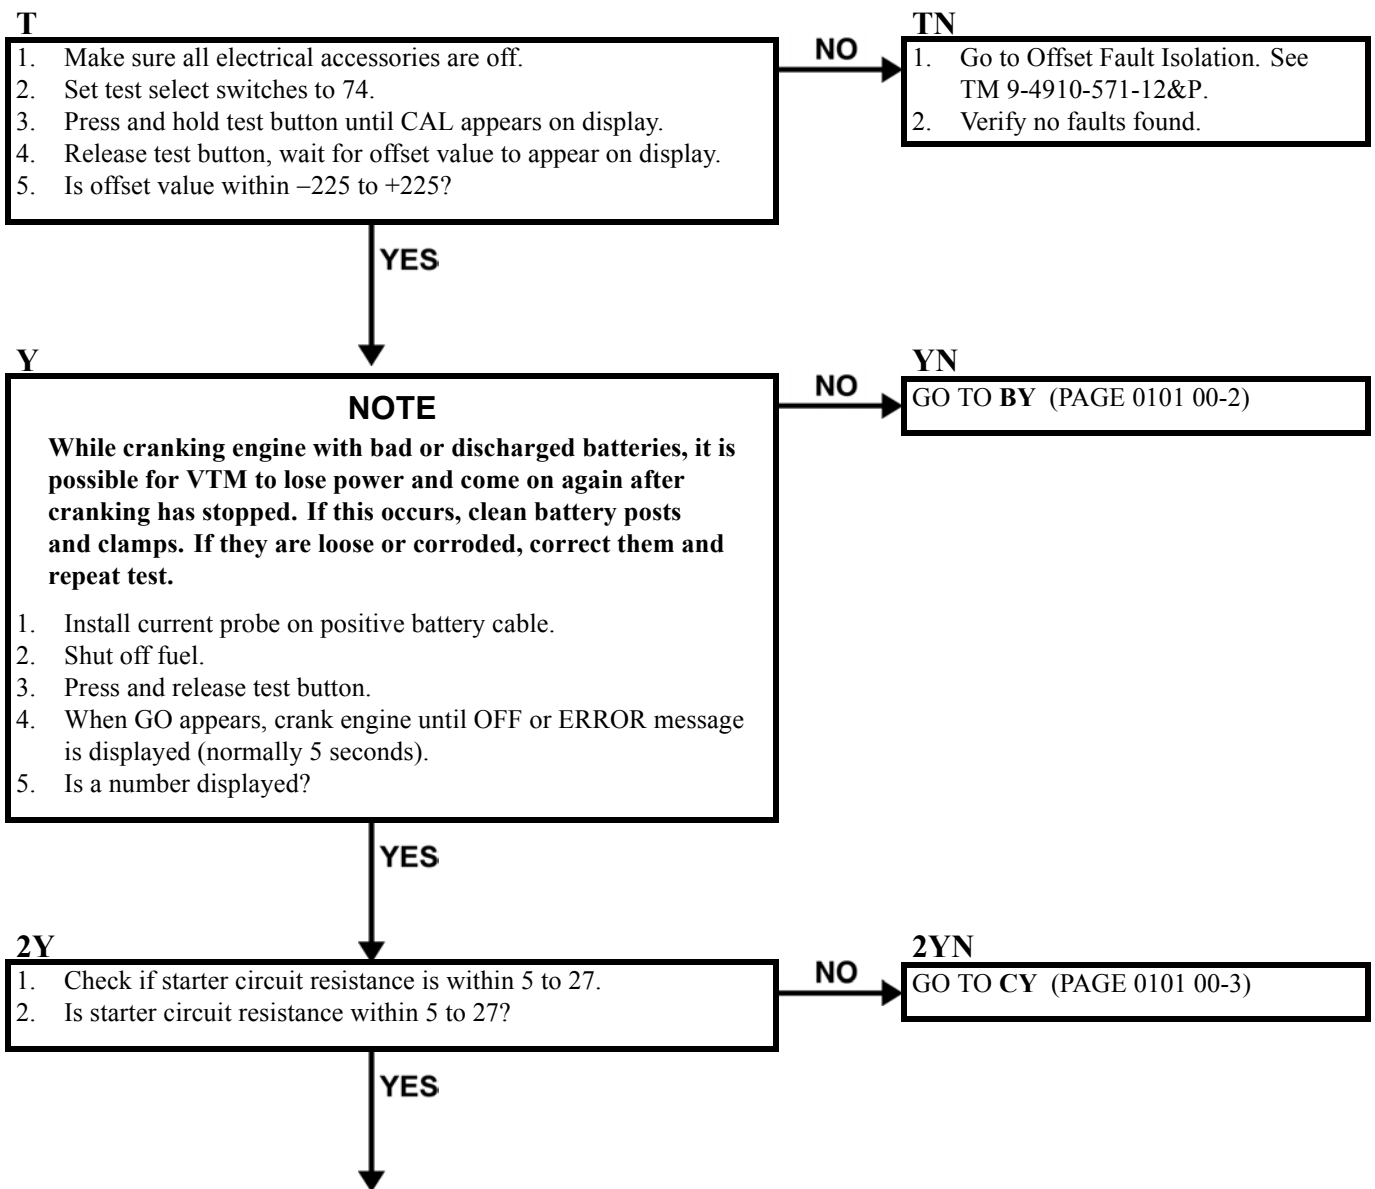 T
1. Make sure all electrical accessories are off.
2. Set test select switches to 74.
3. Press and hold test button until CAL appears on display.
4. Release test button, wait for offset value to appear on display.
5. Is offset value within –225 to +225?
NO
TN
1. Go to Offset Fault Isolation. See
TM 9-4910-571-12&P.
2. Verify no faults found.
YES
Y
NOTE
While cranking engine with bad or discharged batteries, it is
possible for VTM to lose power and come on again after
cranking has stopped. If this occurs, clean battery posts
and clamps. If they are loose or corroded, correct them and
repeat test.
1. Install current probe on positive battery cable.
2. Shut off fuel.
3. Press and release test button.
4. When GO appears, crank engine until OFF or ERROR message
is displayed (normally 5 seconds).
5. Is a number displayed?
NO
YN
GO TO BY (PAGE 0101 00-2)
YES
2Y
1. Check if starter circuit resistance is within 5 to 27.
2. Is starter circuit resistance within 5 to 27?
NO
2YN
GO TO CY (PAGE 0101 00-3)
YES